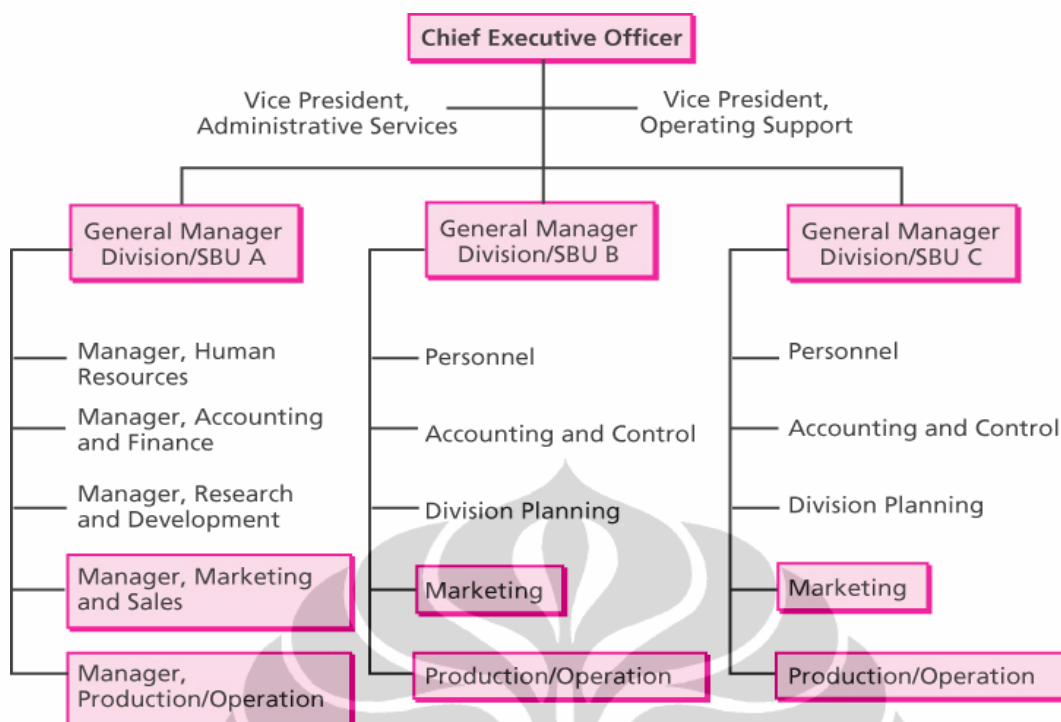 Chief Executive Officer
Vice President,
Administrative Services
Vice President,
Operating Support
General Manager
Division/SBU A
General Manager
Division/SBU B
General Manager
Division/SBU C
Manager, Human
Resources
Manager, Accounting
and Finance
Manager, Research
and Development
Manager, Marketing
and Sales
Manager,
Production/Operation
Personnel
Accounting and Control
Division Planning
Marketing
Production/Operation
Personnel
Accounting and Control
Division Planning
Marketing
Production/Operation